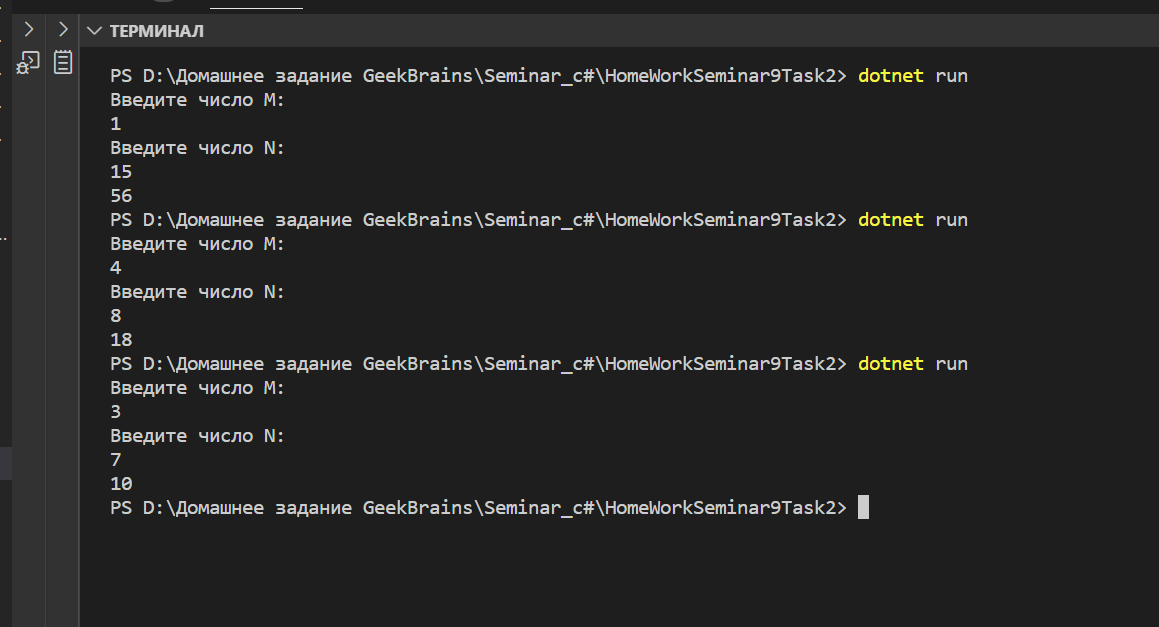 ТЕРМИНАЛ
PS D:\Домашнее задание GeekBrains\Seminar_c#\HomeWorkSeminar9Task2> dotnet run
Введите число M:
1
Введите число N:
15
56
PS D:\Домашнее задание GeekBrains\Seminar_c#\HomeWorkSeminar9Task2> dotnet run
Введите число M:
4
Введите число N:
8
18
PS D:\Домашнее задание GeekBrains\Seminar_c#\HomeWorkSeminar9Task2> dotnet run
Введите число M:
3
Введите число N:
7
10
PS D:\Домашнее задание GeekBrains\Seminar_c#\HomeWorkSeminar9Task2>